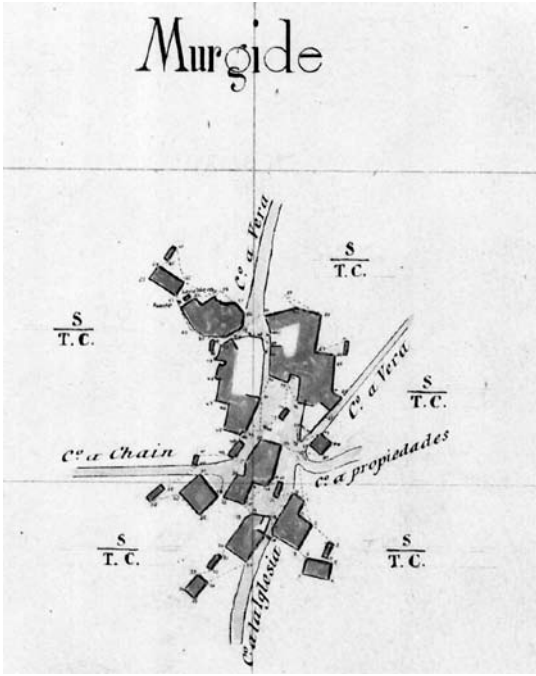 Murgide
Cº a Vera
S
T. C.
S
T. C.
Cº a Vera
S
T. C.
Cº a Chain
Cº a propiedades
S
T. C.
S
T. C.
Cº a la Iglesia